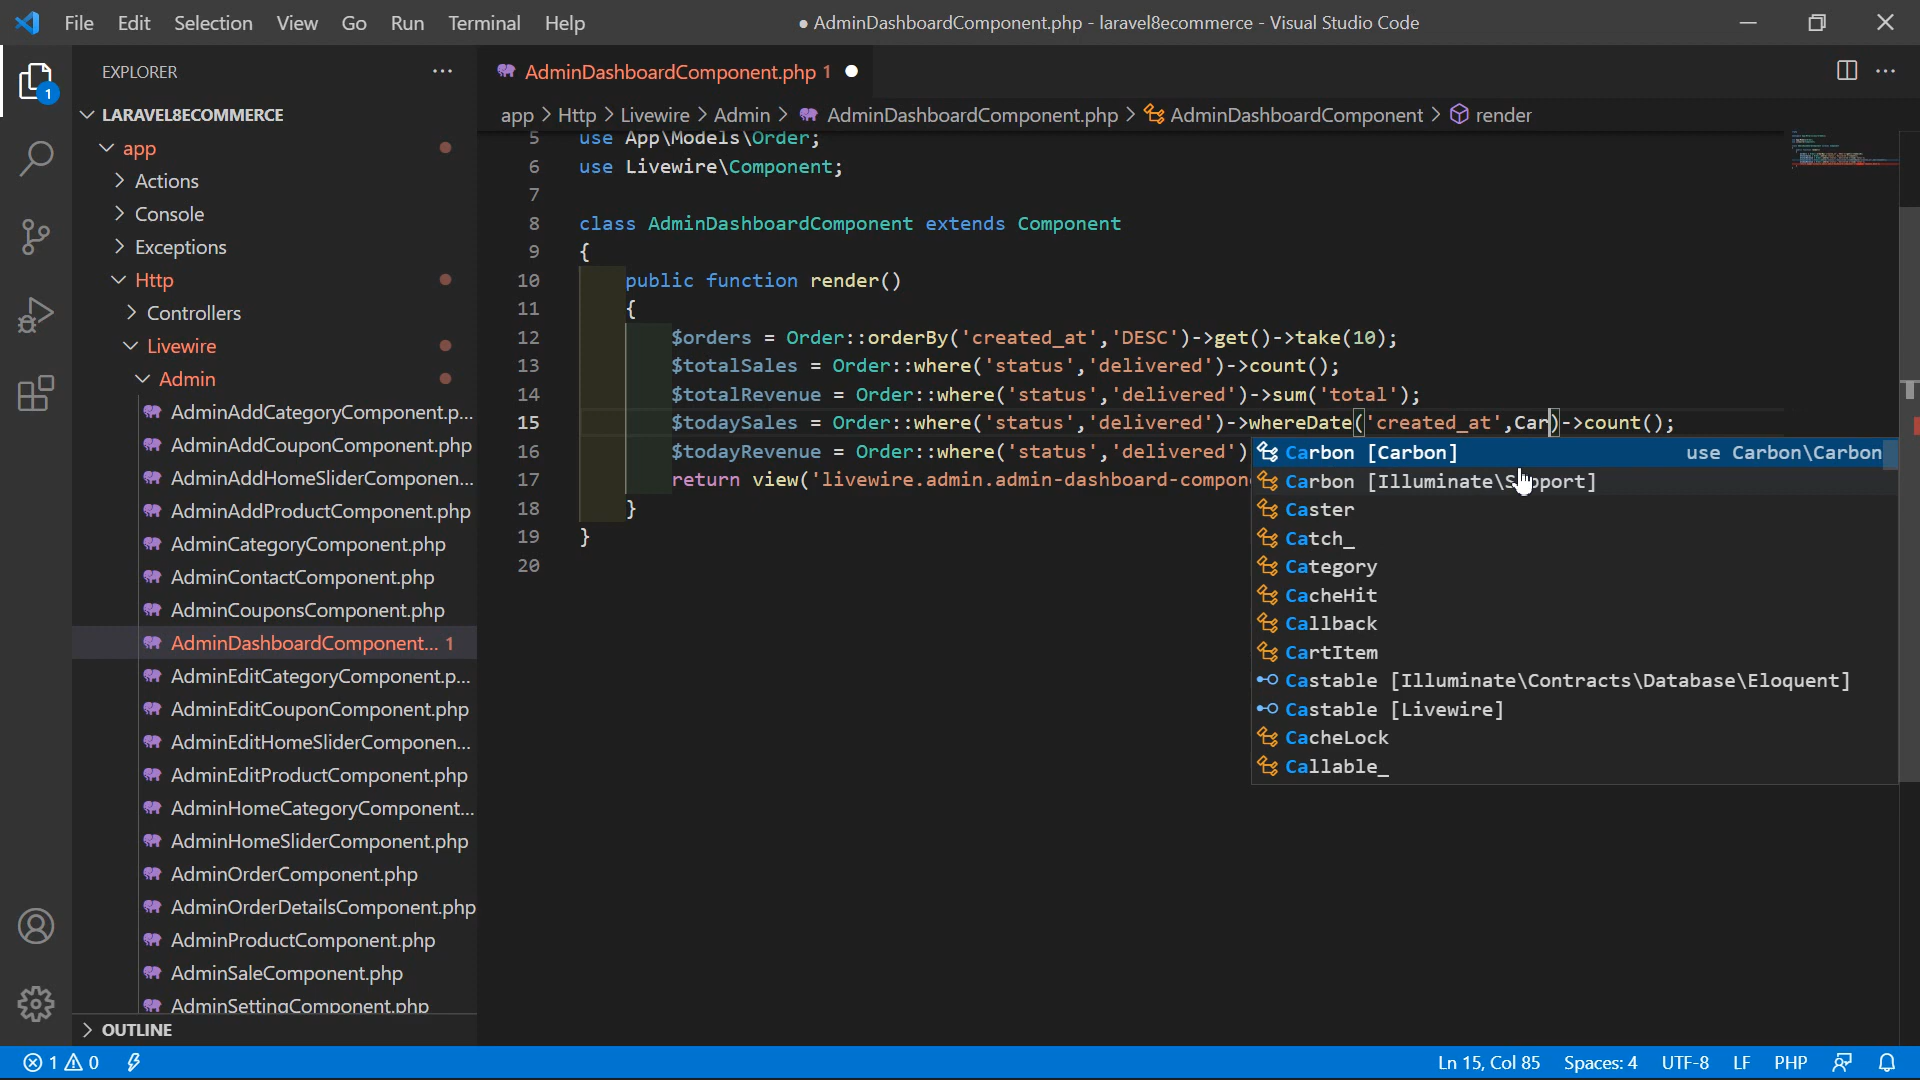 File Edit Selection View Go Run Terminal Help
● AdminDashboardComponent.php - laravel8ecommerce - Visual Studio Code
EXPLORER
AdminDashboardComponent.php 1
LARAVEL8ECOMMERCE
app > Http > Livewire > Admin > AdminDashboardComponent.php > AdminDashboardComponent > render
1
app
Actions
Console
Exceptions
Http
Controllers
Livewire
Admin
AdminAddCategoryComponent.p...
AdminAddCouponComponent.php
AdminAddHomeSliderComponen...
AdminAddProductComponent.php
AdminCategoryComponent.php
AdminContactComponent.php
AdminCouponsComponent.php
AdminDashboardComponent... 1
AdminEditCategoryComponent.p...
AdminEditCouponComponent.php
AdminEditHomeSliderComponen...
AdminEditProductComponent.php
AdminHomeCategoryComponent...
AdminHomeSliderComponent.php
AdminOrderComponent.php
AdminOrderDetailsComponent.php
AdminProductComponent.php
AdminSaleComponent.php
AdminSettingComponent.php
OUTLINE
5 use App\Models\Order;
6 use Livewire\Component;
7
8 class AdminDashboardComponent extends Component
9 {
10 public function render()
11 {
12 $orders = Order::orderBy('created_at','DESC')->get()->take(10);
13 $totalSales = Order::where('status','delivered')->count();
14 $totalRevenue = Order::where('status','delivered')->sum('total');
15 $todaySales = Order::where('status','delivered')->whereDate('created_at',Car)->count();
16 $todayRevenue = Order::where('status','delivered')
17 return view('livewire.admin.admin-dashboard-compon
18 }
19 }
20
Carbon [Carbon] use Carbon\Carbon
Carbon [Illuminate\Support]
Caster
Catch_
Category
CacheHit
Callback
CartItem
Castable [Illuminate\Contracts\Database\Eloquent]
Castable [Livewire]
CacheLock
Callable_
1 0 Ln 15, Col 85 Spaces: 4 UTF-8 LF PHP